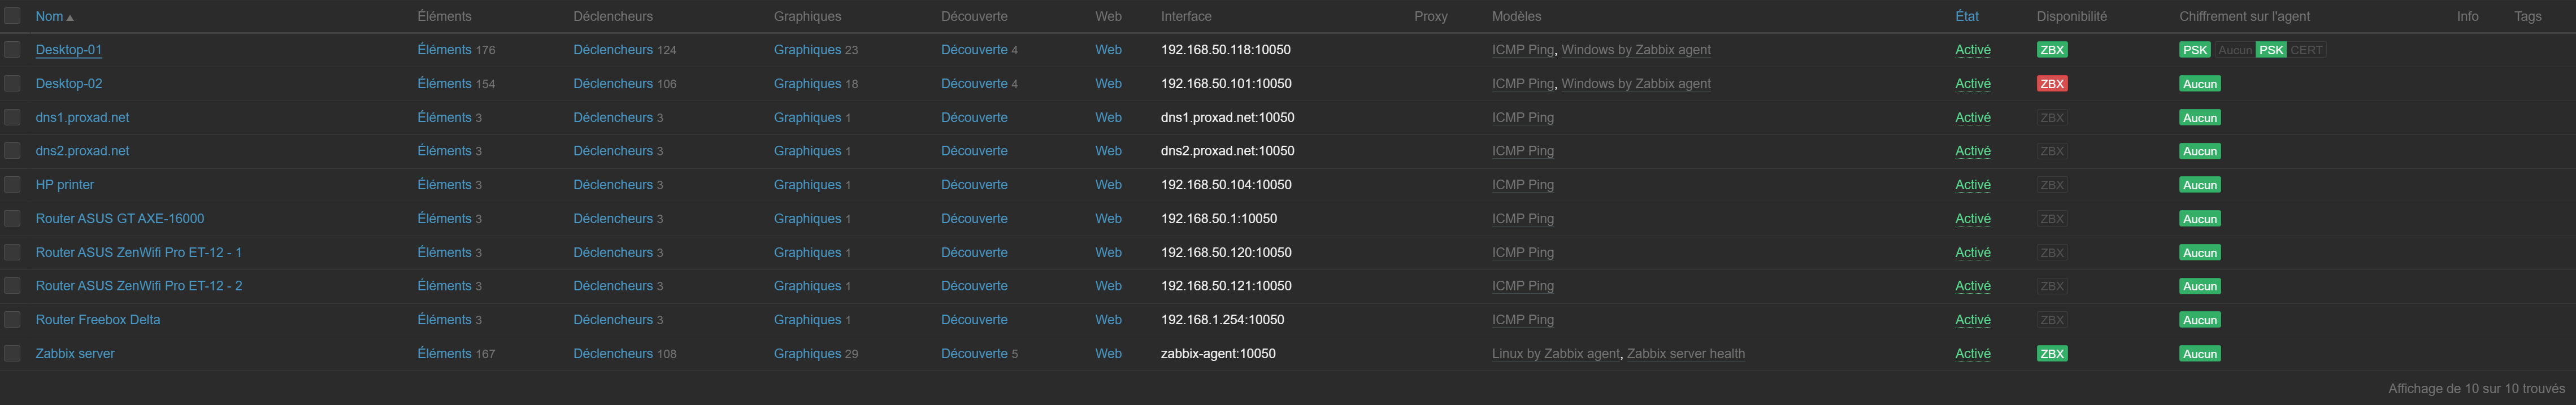 Nom Éléments Déclencheurs Graphiques Découverte Web Interface Proxy Modèles État Disponibilité Chiffrement sur l'agent Info Tags
Desktop-01 Éléments 176 Déclencheurs 124 Graphiques 23 Découverte 4 Web 192.168.50.118:10050 ICMP Ping, Windows by Zabbix agent Activé ZBX PSK Aucun PSK CERT
Desktop-02 Éléments 154 Déclencheurs 106 Graphiques 18 Découverte 4 Web 192.168.50.101:10050 ICMP Ping, Windows by Zabbix agent Activé ZBX Aucun
dns1.proxad.net Éléments 3 Déclencheurs 3 Graphiques 1 Découverte Web dns1.proxad.net:10050 ICMP Ping Activé ZBX Aucun
dns2.proxad.net Éléments 3 Déclencheurs 3 Graphiques 1 Découverte Web dns2.proxad.net:10050 ICMP Ping Activé ZBX Aucun
HP printer Éléments 3 Déclencheurs 3 Graphiques 1 Découverte Web 192.168.50.104:10050 ICMP Ping Activé ZBX Aucun
Router ASUS GT AXE-16000 Éléments 3 Déclencheurs 3 Graphiques 1 Découverte Web 192.168.50.1:10050 ICMP Ping Activé ZBX Aucun
Router ASUS ZenWifi Pro ET-12 - 1 Éléments 3 Déclencheurs 3 Graphiques 1 Découverte Web 192.168.50.120:10050 ICMP Ping Activé ZBX Aucun
Router ASUS ZenWifi Pro ET-12 - 2 Éléments 3 Déclencheurs 3 Graphiques 1 Découverte Web 192.168.50.121:10050 ICMP Ping Activé ZBX Aucun
Router Freebox Delta Éléments 3 Déclencheurs 3 Graphiques 1 Découverte Web 192.168.1.254:10050 ICMP Ping Activé ZBX Aucun
Zabbix server Éléments 167 Déclencheurs 108 Graphiques 29 Découverte 5 Web zabbix-agent:10050 Linux by Zabbix agent, Zabbix server health Activé ZBX Aucun
Affichage de 10 sur 10 trouvés